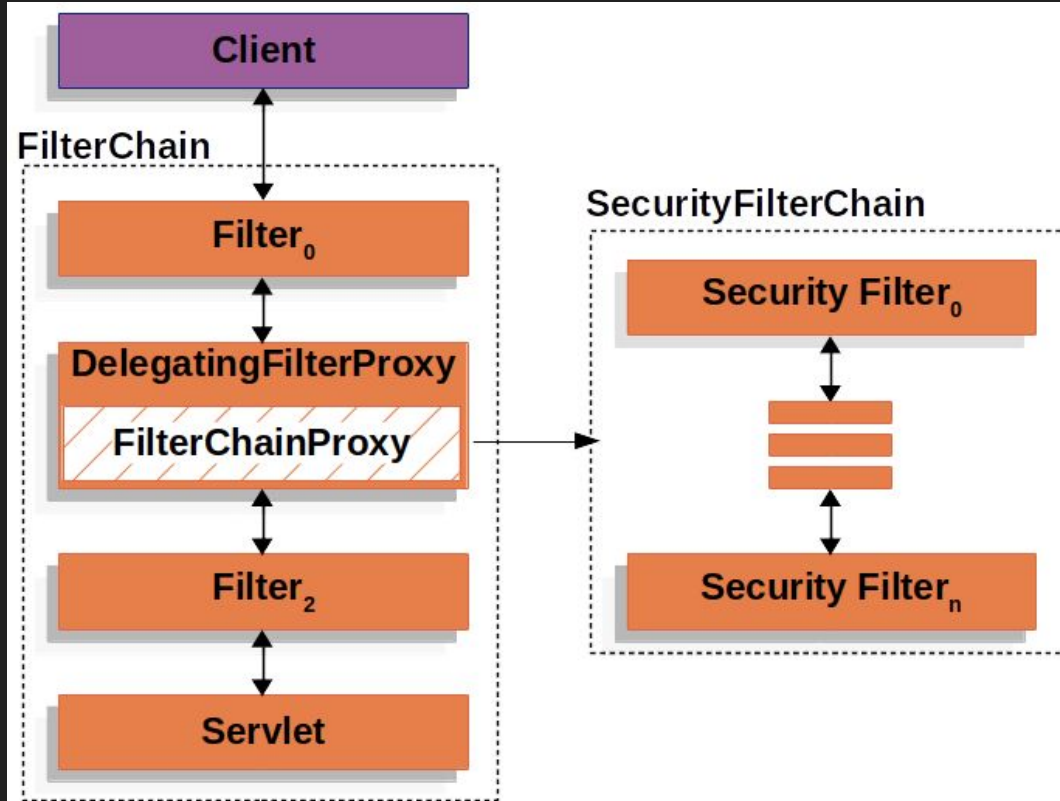 Client
FilterChain
Filter0
DelegatingFilterProxy
FilterChainProxy
Filter2
Servlet
SecurityFilterChain
Security Filter0
Security Filtern